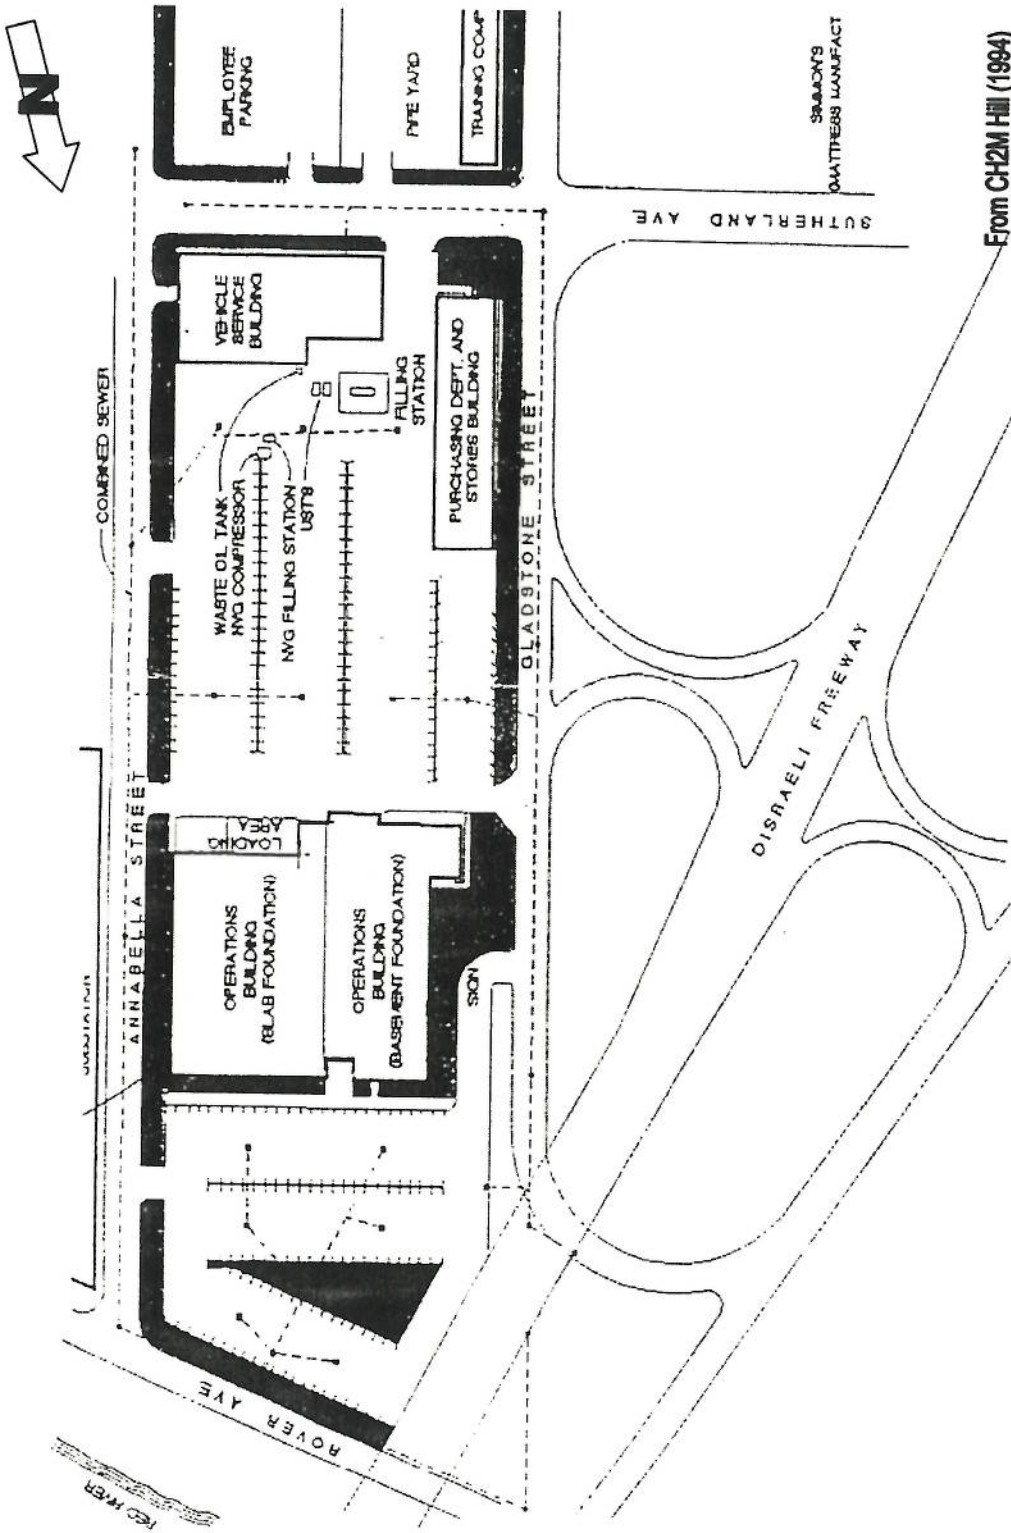 N
EMPLOYEE
PARKING
PIPE YARD
TRAINING COMP
SIMMON'S
MATTRESS MANUFACT
From CH2M Hill (1994)
SUTHERLAND AVE
COMBINED SEWER
VEHICLE
SERVICE
BUILDING
FILLING
STATION
PURCHASING DEPT. AND
STORES BUILDING
WASTE OIL TANK
NVG COMPRESSOR
NVG FILLING STATION
UST'S
GLADSTONE STREET
DISRAELI FREEWAY
ANNABELLA STREET
LOADING
AREA
OPERATIONS
BUILDING
(SLAB FOUNDATION)
OPERATIONS
BUILDING
(BASEMENT FOUNDATION)
SIGN
ROVER AVE
RED RIVER